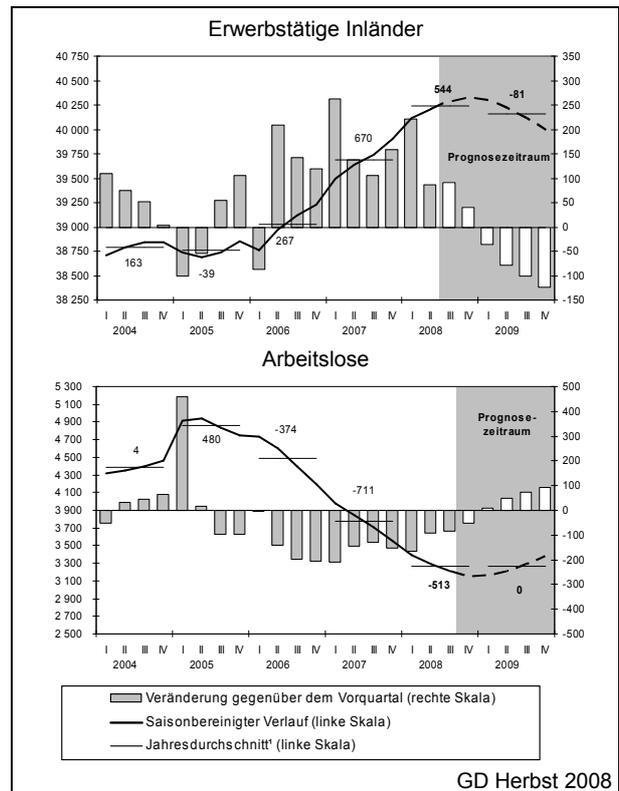 Erwerbstätige Inländer
40 750 350
40 500 300
544
40 250 250
-81
200
40 000 670
150
39 750 Prognosezeitraum
100
39 500
50
39 250
0
39 000
267 -50
38 750
163 -39 -100
38 500
38 250 -150
I II III IV I II III IV I II III IV I II III IV I II III IV I II III IV
2004 2005 2006 2007 2008 2009
Arbeitslose
5 300 500
5 100 400
Prognose-
4 900 zeitraum 300
4 700 4 480 -374
200
4 500
4 300 100
4 100 -711 0
3 900
-100
3 700
3 500 -200
3 300
-300
3 100
-513 0
2 900 -400
2 700
2 500 -500
I II III IV I II III IV I II III IV I II III IV I II III IV I II III IV
2004 2005 2006 2007 2008 2009
Veränderung gegenüber dem Vorquartal (rechte Skala)
Saisonbereinigter Verlauf (linke Skala)
Jahresdurchschnitt¹ (linke Skala)
GD Herbst 2008